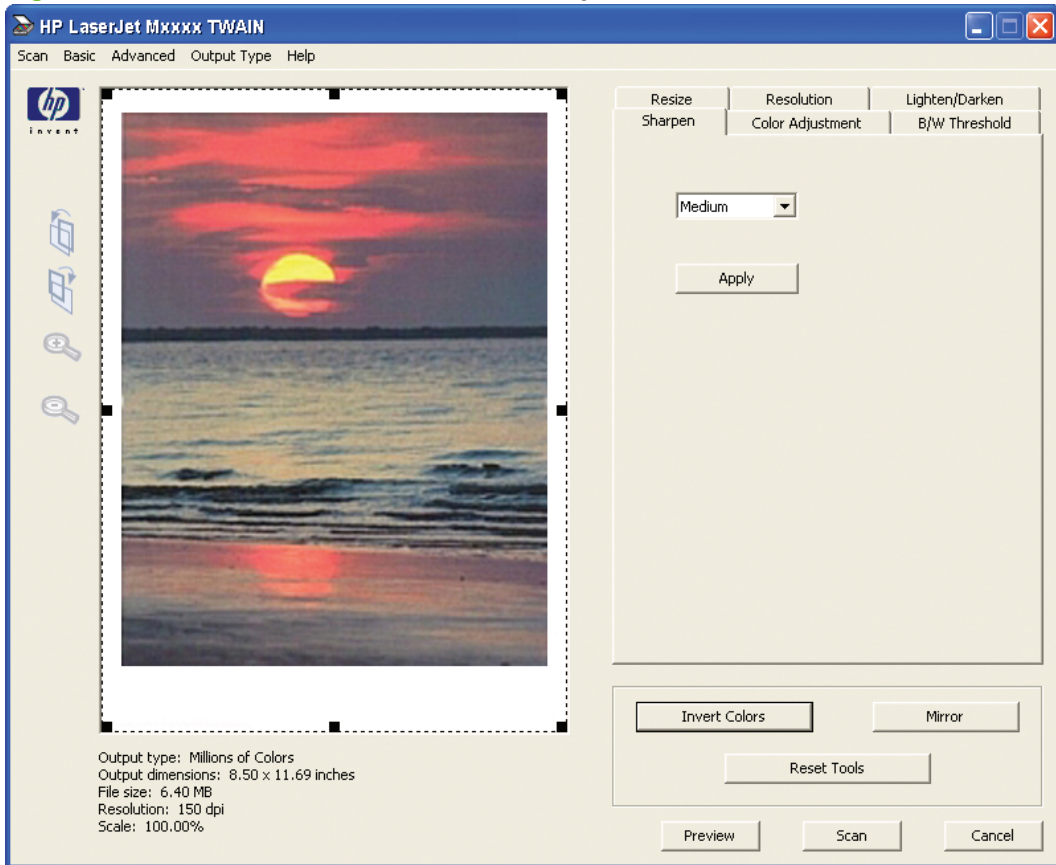 HP LaserJet Mxxxx TWAIN
Scan Basic Advanced Output Type Help
hp
invent
Resize Resolution Lighten/Darken
Sharpen Color Adjustment B/W Threshold
Medium
Apply
Invert Colors Mirror
Reset Tools
Output type: Millions of Colors
Output dimensions: 8.50 x 11.69 inches
File size: 6.40 MB
Resolution: 150 dpi
Scale: 100.00%
Preview Scan Cancel